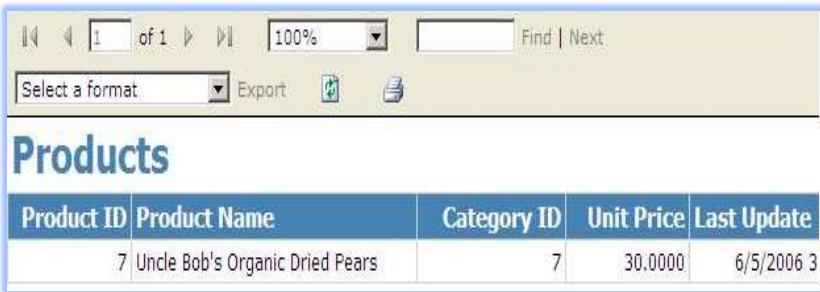 1 of 1 100% Find | Next
Select a format Export
Products
Product ID Product Name Category ID Unit Price Last Update
7 Uncle Bob's Organic Dried Pears 7 30.0000 6/5/2006 3